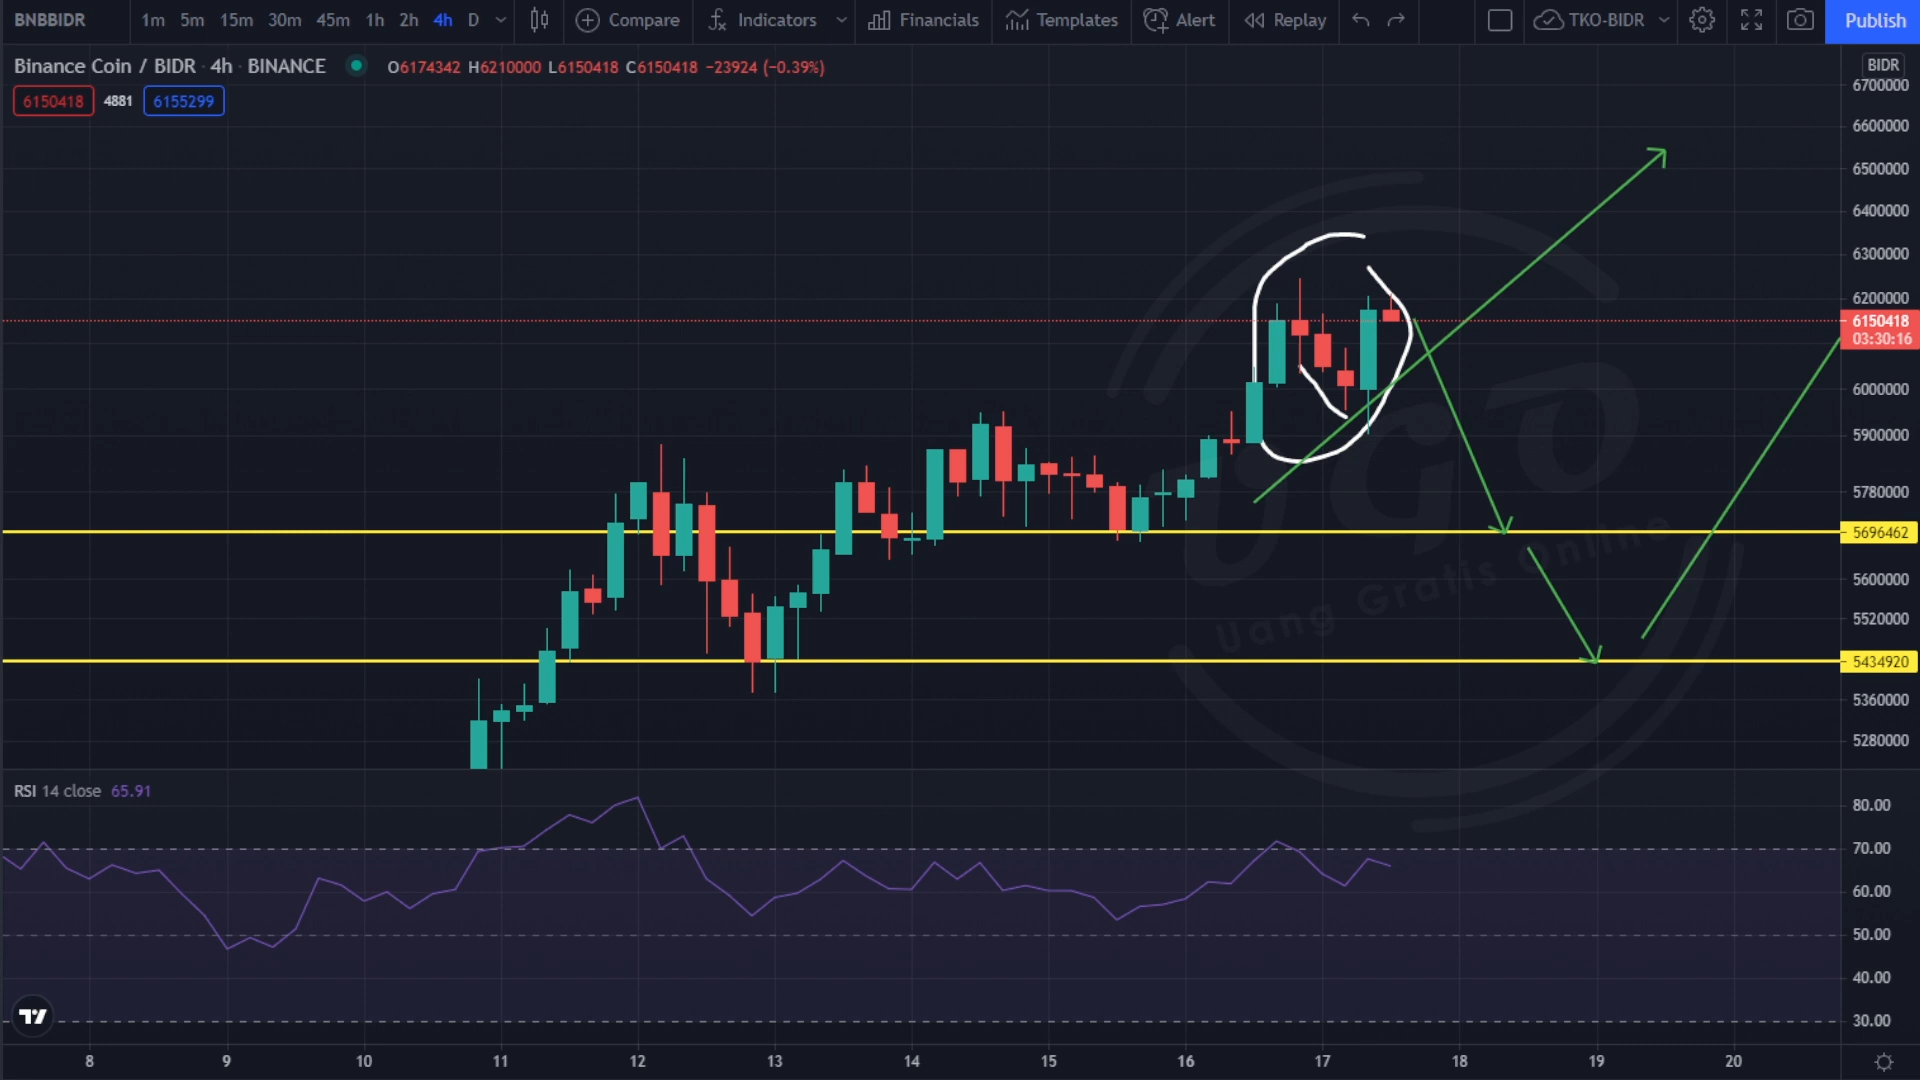 BNBBIDR 1m 5m 15m 30m 45m 1h 2h 4h D Compare Indicators Financials Templates Alert Replay TKO-BIDR Publish
Binance Coin / BIDR · 4h · BINANCE O6174342 H6210000 L6150418 C6150418 −23924 (−0.39%)
6150418 4881 6155299
BIDR
6700000
6600000
6500000
6400000
6300000
6200000
6150418
03:30:16
6000000
5900000
5780000
5696462
5600000
5520000
5434920
5360000
5280000
UGO
Uang Gratis Online
RSI 14 close 65.91
80.00
70.00
60.00
50.00
40.00
30.00
8 9 10 11 12 13 14 15 16 17 18 19 20